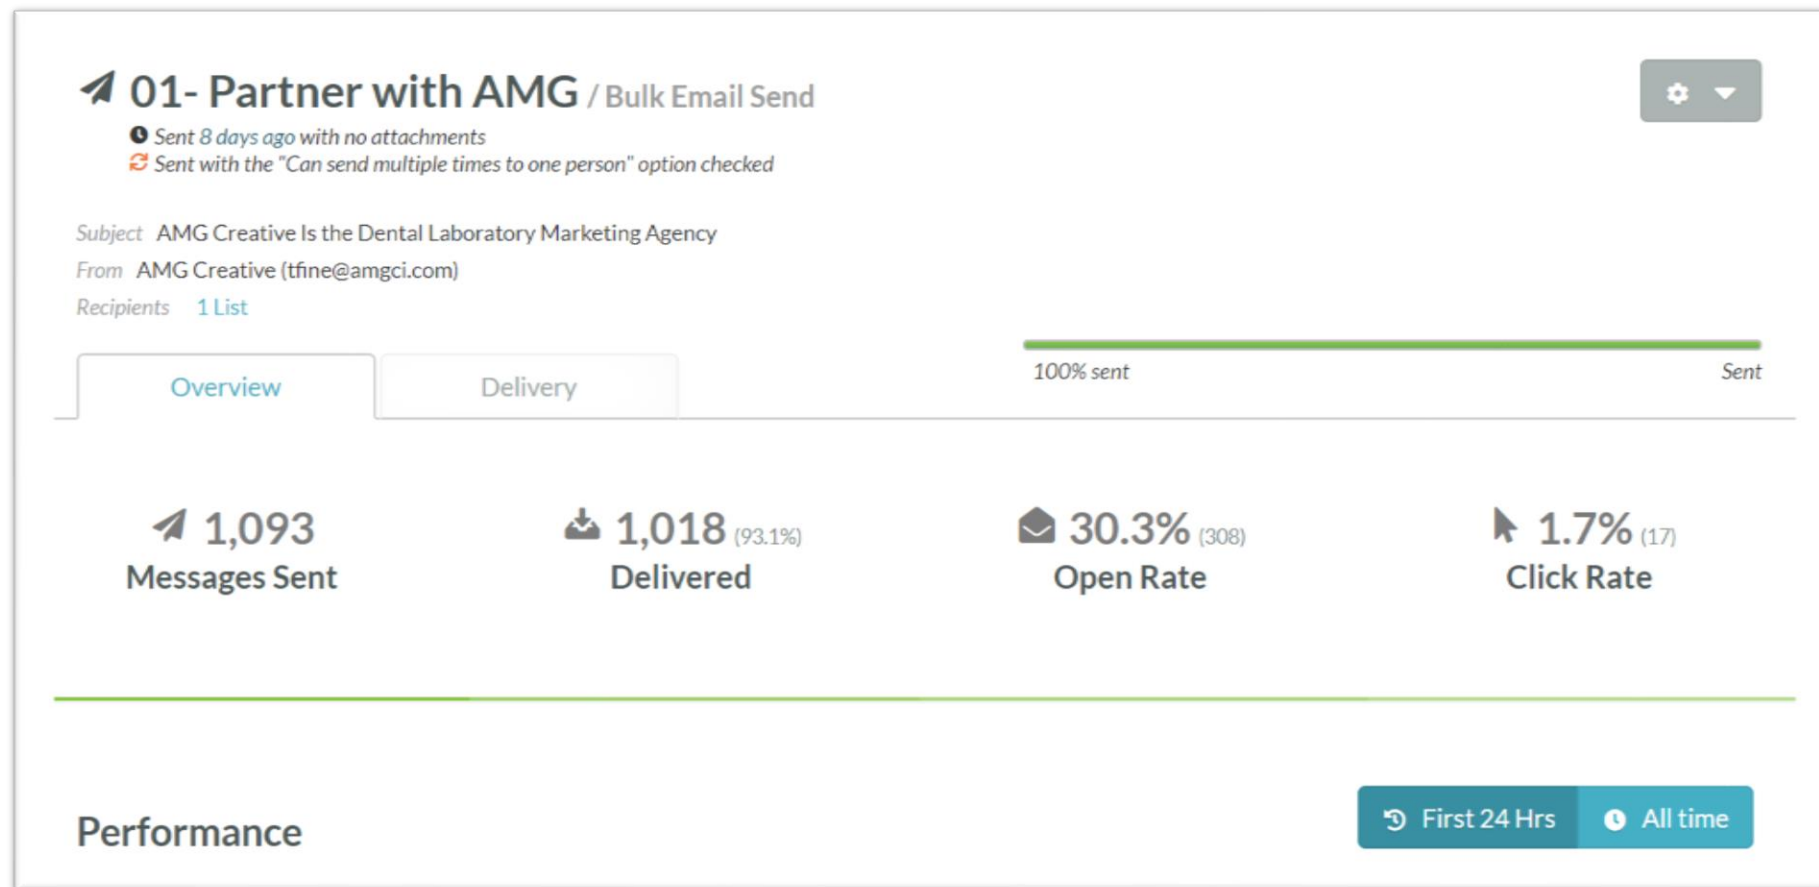 01- Partner with AMG / Bulk Email Send
Sent 8 days ago with no attachments
Sent with the "Can send multiple times to one person" option checked
Subject AMG Creative Is the Dental Laboratory Marketing Agency
From AMG Creative (tfine@amgci.com)
Recipients 1 List
Overview Delivery
100% sent Sent
1,093 1,018 (93.1%) 30.3% (308) 1.7% (17)
Messages Sent Delivered Open Rate Click Rate
Performance First 24 Hrs All time